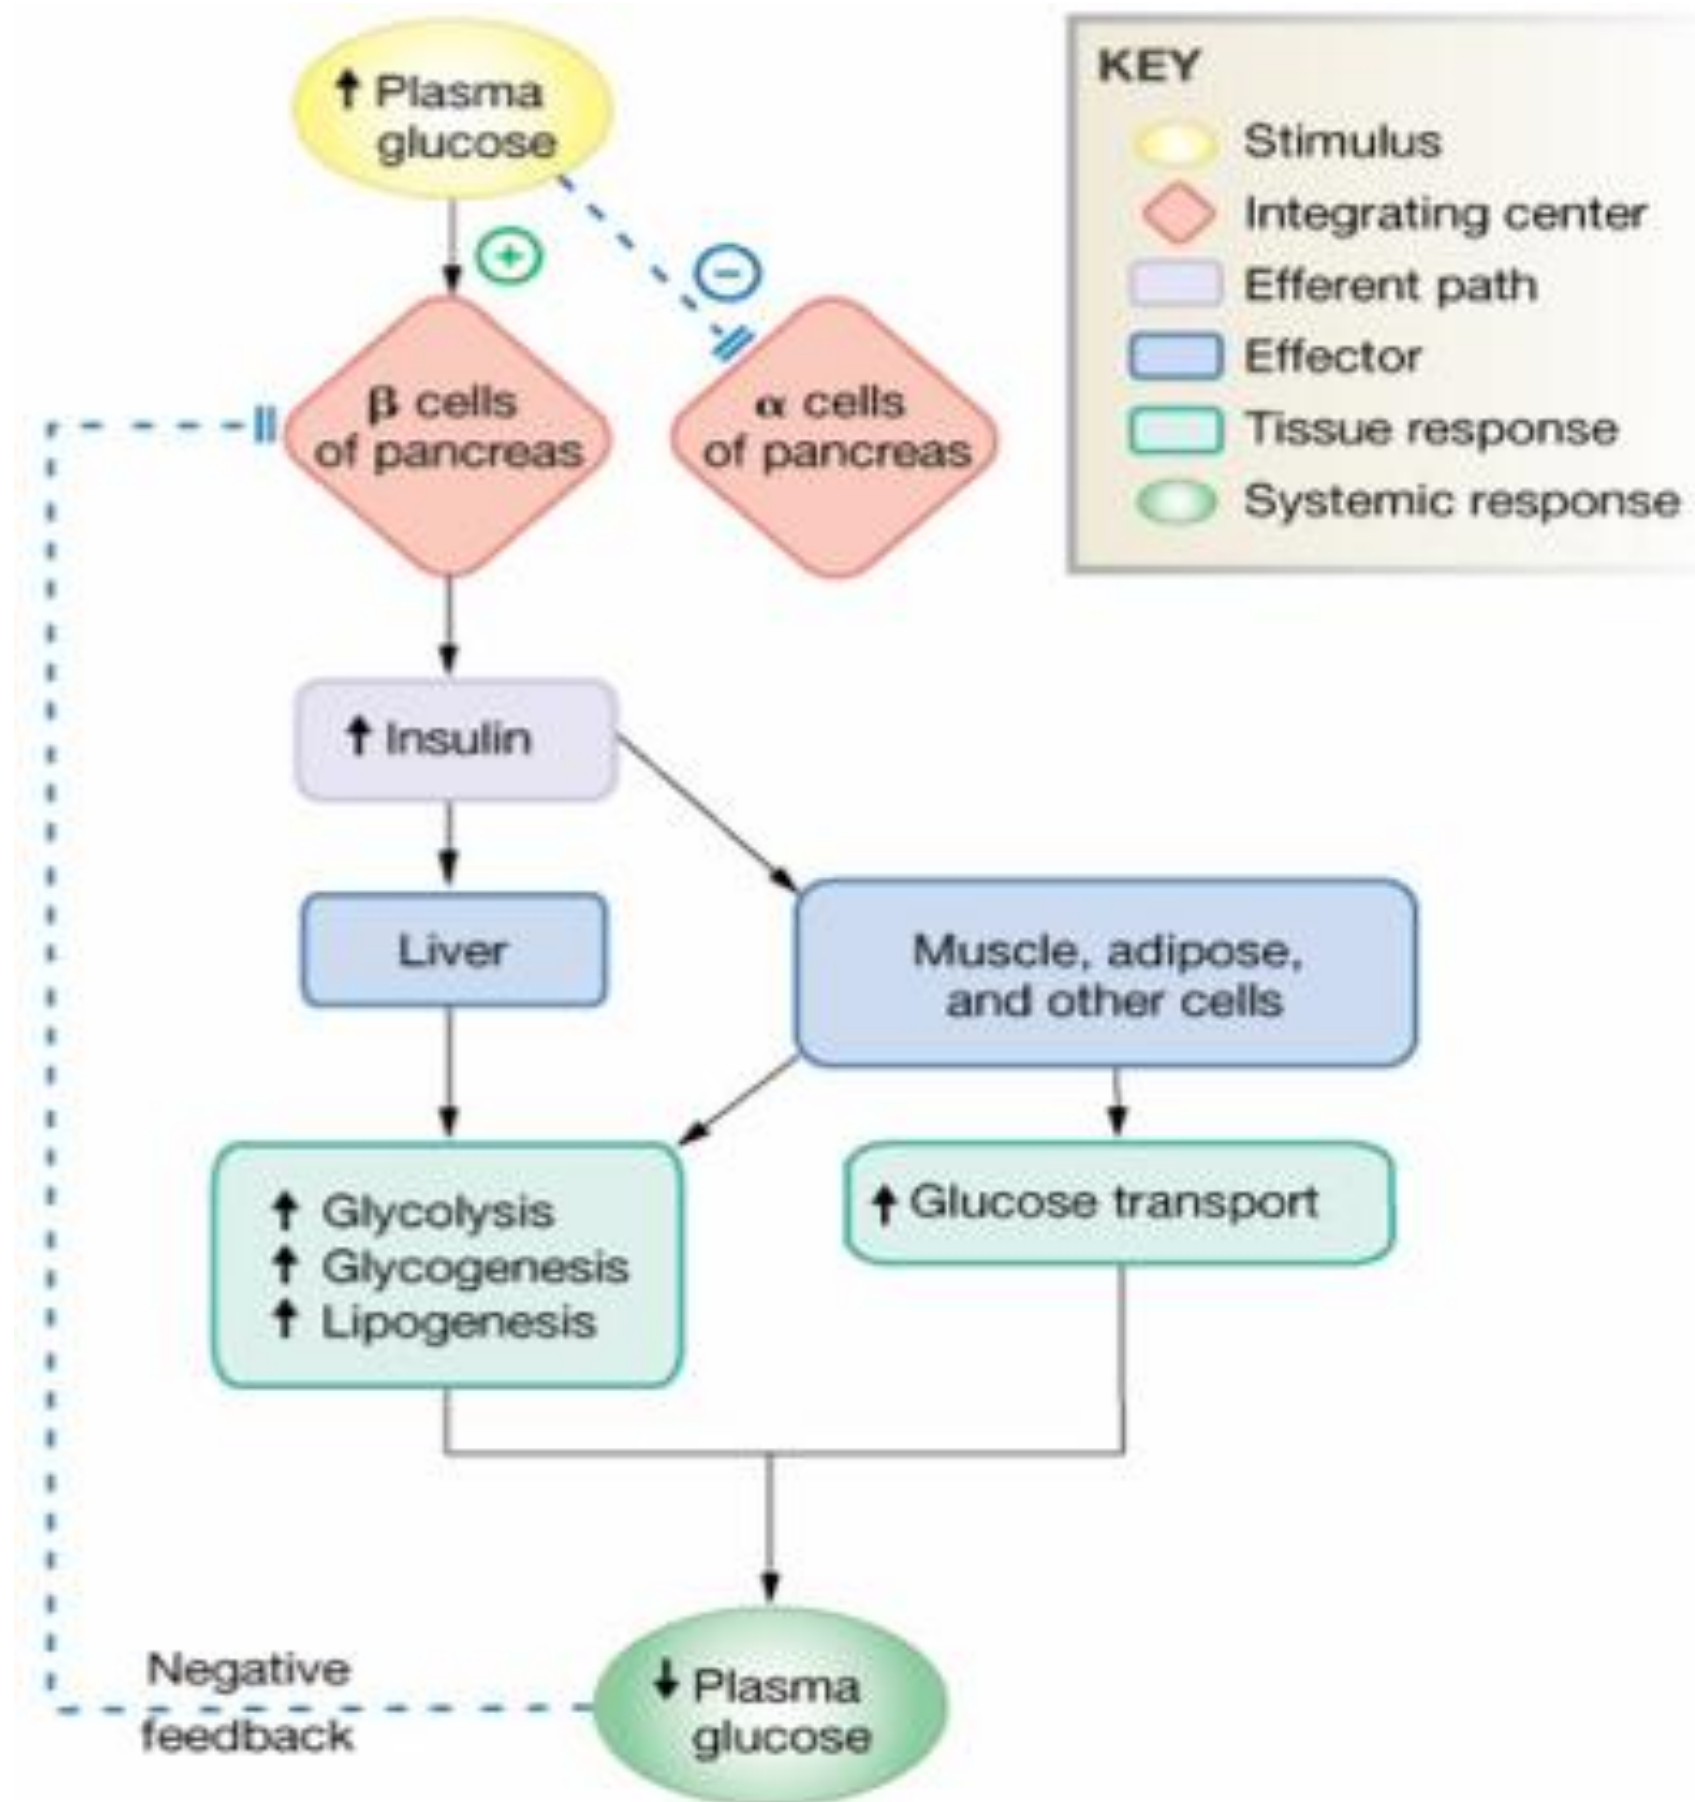 ↑ Plasma
glucose
+
−
β cells
of pancreas
α cells
of pancreas
↑ Insulin
Liver
Muscle, adipose,
and other cells
↑ Glycolysis
↑ Glycogenesis
↑ Lipogenesis
↑ Glucose transport
Negative
feedback
↓ Plasma
glucose
KEY
Stimulus
Integrating center
Efferent path
Effector
Tissue response
Systemic response